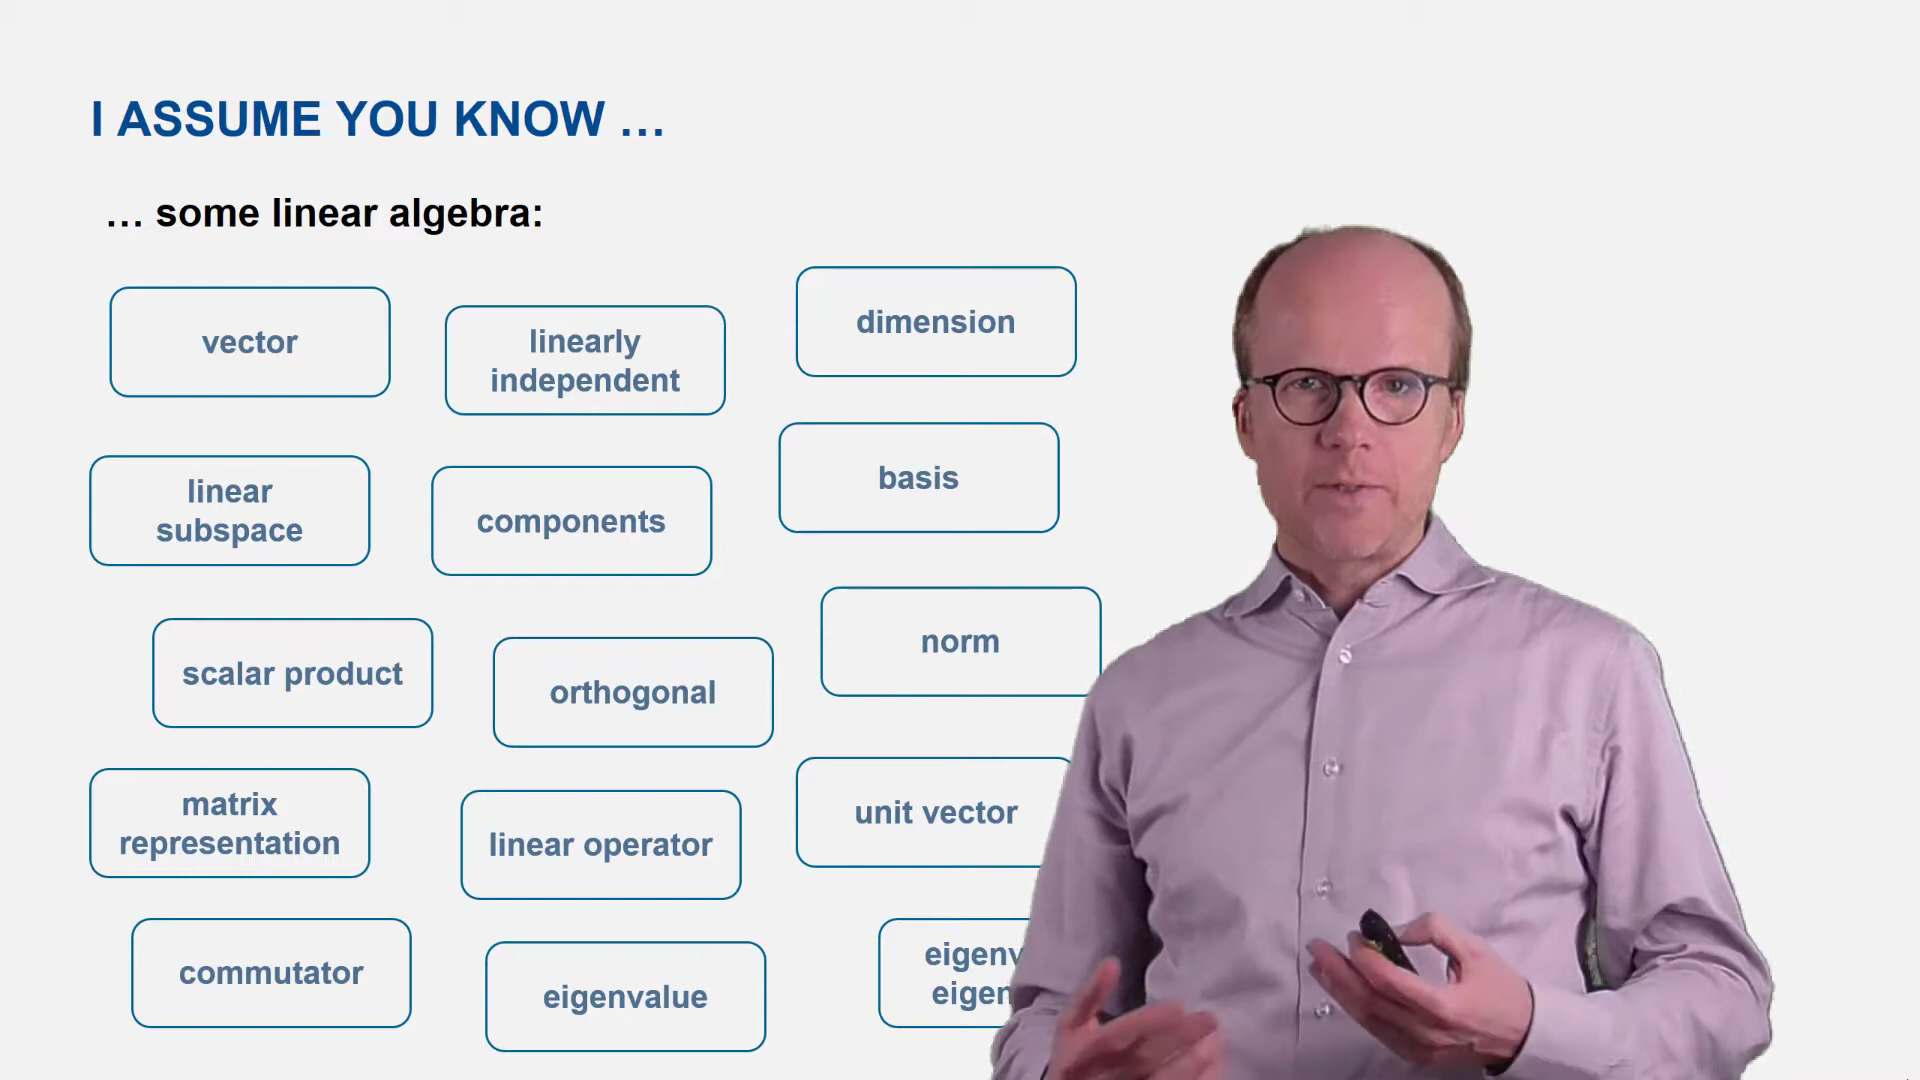 I ASSUME YOU KNOW …
… some linear algebra:
vector
linearly
independent
dimension
linear
subspace
components
basis
scalar product
orthogonal
norm
matrix
representation
linear operator
unit vector
commutator
eigenvalue